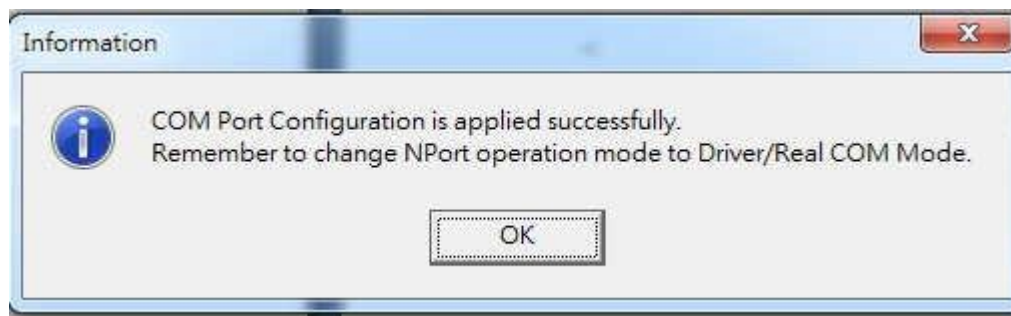 Information
COM Port Configuration is applied successfully.
Remember to change NPort operation mode to Driver/Real COM Mode.
OK